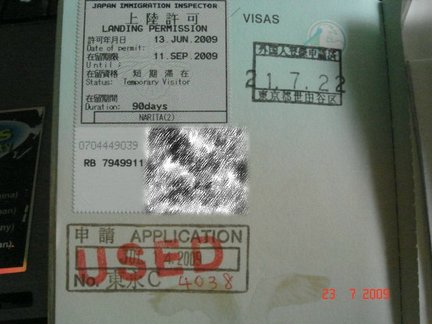 JAPAN IMMIGRATION INSPECTOR
上陸許可
LANDING PERMISSION
許可年月日 13.JUN.2009
Date of permit:
在留期限 11.SEP.2009
Until:
在留資格 短期滞在
Status: Temporary Visitor
在留期間
Duration: 90days
NARITA(2)
0704449039
RB 7949911
申請 APPLICATION
USED
2009
No. 東京C 4038
VISAS
21.7.22
東京都世田谷区
23 7 2009